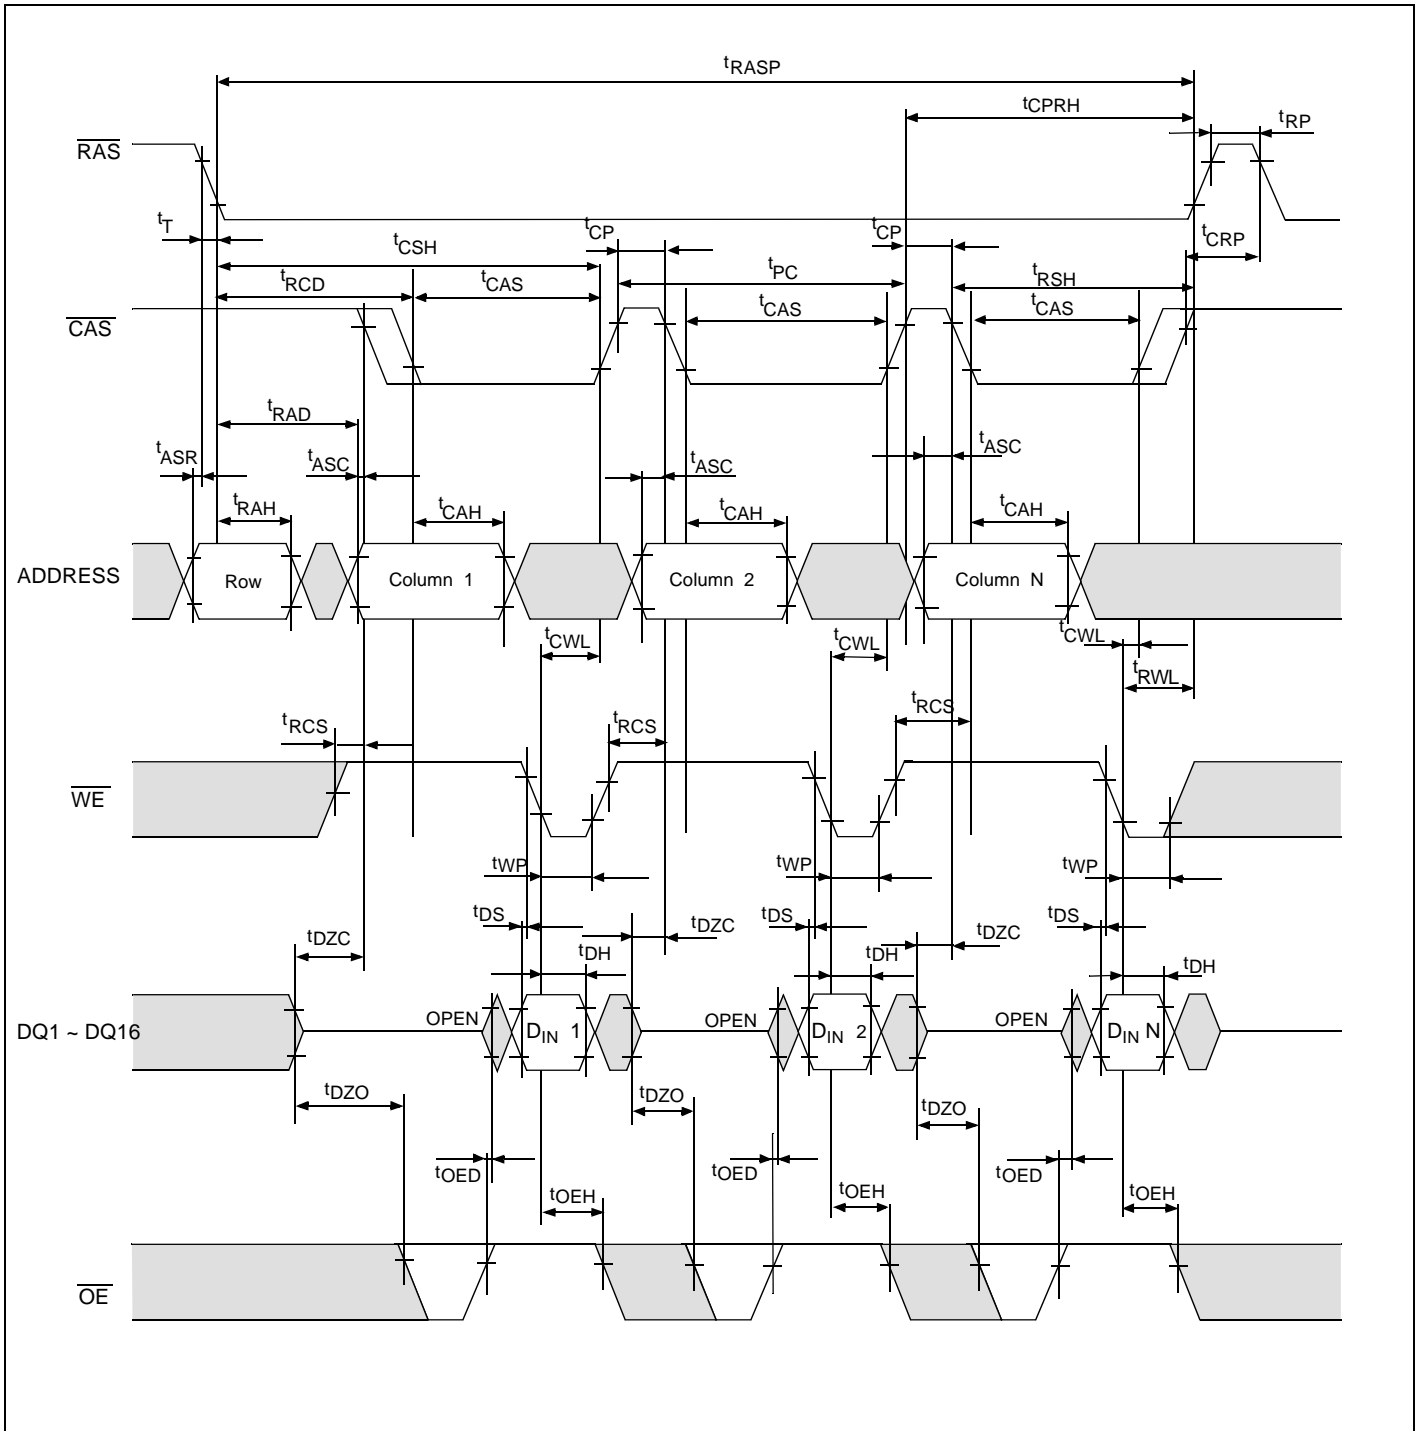 tRASP
tCPRH
tRP
RAS
tT
tCP
tCP
tCRP
tCSH
tPC
tRSH
tRCD
tCAS
tCAS
tCAS
CAS
tRAD
tASR
tASC
tASC
tASC
tRAH
tCAH
tCAH
tCAH
ADDRESS
Row
Column 1
Column 2
Column N
tCWL
tCWL
tCWL
tRWL
tRCS
tRCS
tRCS
WE
tWP
tWP
tWP
tDS
tDS
tDS
tDZC
tDZC
tDZC
tDH
tDH
tDH
DQ1 ~ DQ16
OPEN
DIN 1
OPEN
DIN 2
OPEN
DIN N
tDZO
tDZO
tDZO
tOED
tOED
tOED
tOEH
tOEH
tOEH
OE